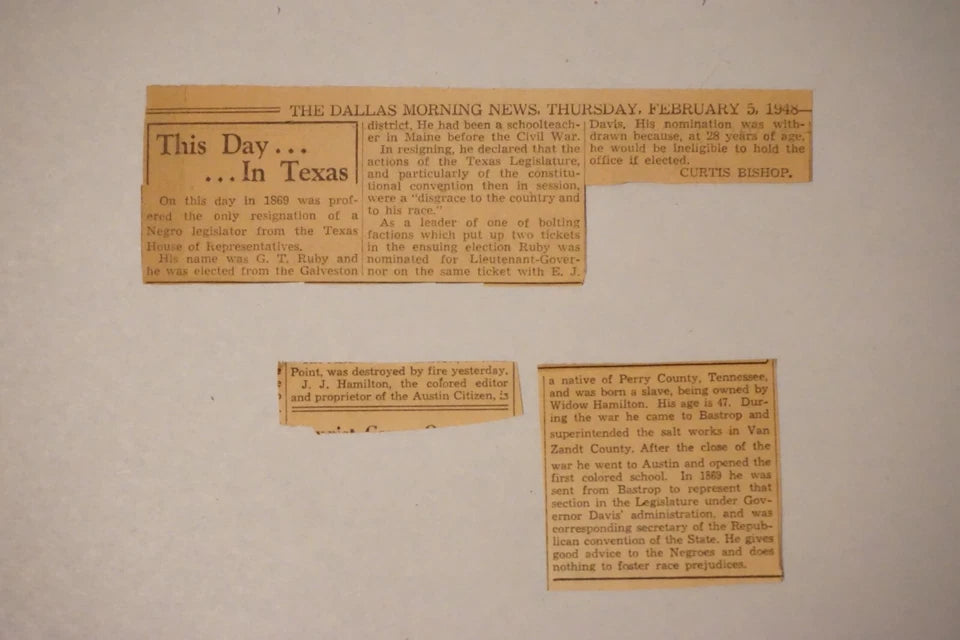 THE DALLAS MORNING NEWS, THURSDAY, FEBRUARY 5, 1948
This Day ...
... In Texas
On this day in 1869 was prof-
ered the only resignation of a
Negro legislator from the Texas
House of Representatives.
His name was G. T. Ruby and
he was elected from the Galveston
district. He had been a schoolteach-
er in Maine before the Civil War.
In resigning, he declared that the
actions of the Texas Legislature,
and particularly of the constitu-
tional convention then in session,
were a "disgrace to the country and
to his race."
As a leader of one of bolting
factions which put up two tickets
in the ensuing election Ruby was
nominated for Lieutenant-Gover-
nor on the same ticket with E. J.
Davis. His nomination was with-
drawn because, at 28 years of age,
he would be ineligible to hold the
office if elected.
CURTIS BISHOP.
Point, was destroyed by fire yesterday.
J. J. Hamilton, the colored editor
and proprietor of the Austin Citizen, is
a native of Perry County, Tennessee,
and was born a slave, being owned by
Widow Hamilton. His age is 47. Dur-
ing the war he came to Bastrop and
superintended the salt works in Van
Zandt County. After the close of the
war he went to Austin and opened the
first colored school. In 1869 he was
sent from Bastrop to represent that
section in the Legislature under Gov-
ernor Davis' administration, and was
corresponding secretary of the Repub-
lican convention of the State. He gives
good advice to the Negroes and does
nothing to foster race prejudices.